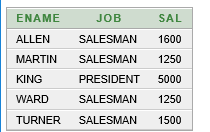 ENAME JOB SAL
ALLEN SALESMAN 1600
MARTIN SALESMAN 1250
KING PRESIDENT 5000
WARD SALESMAN 1250
TURNER SALESMAN 1500